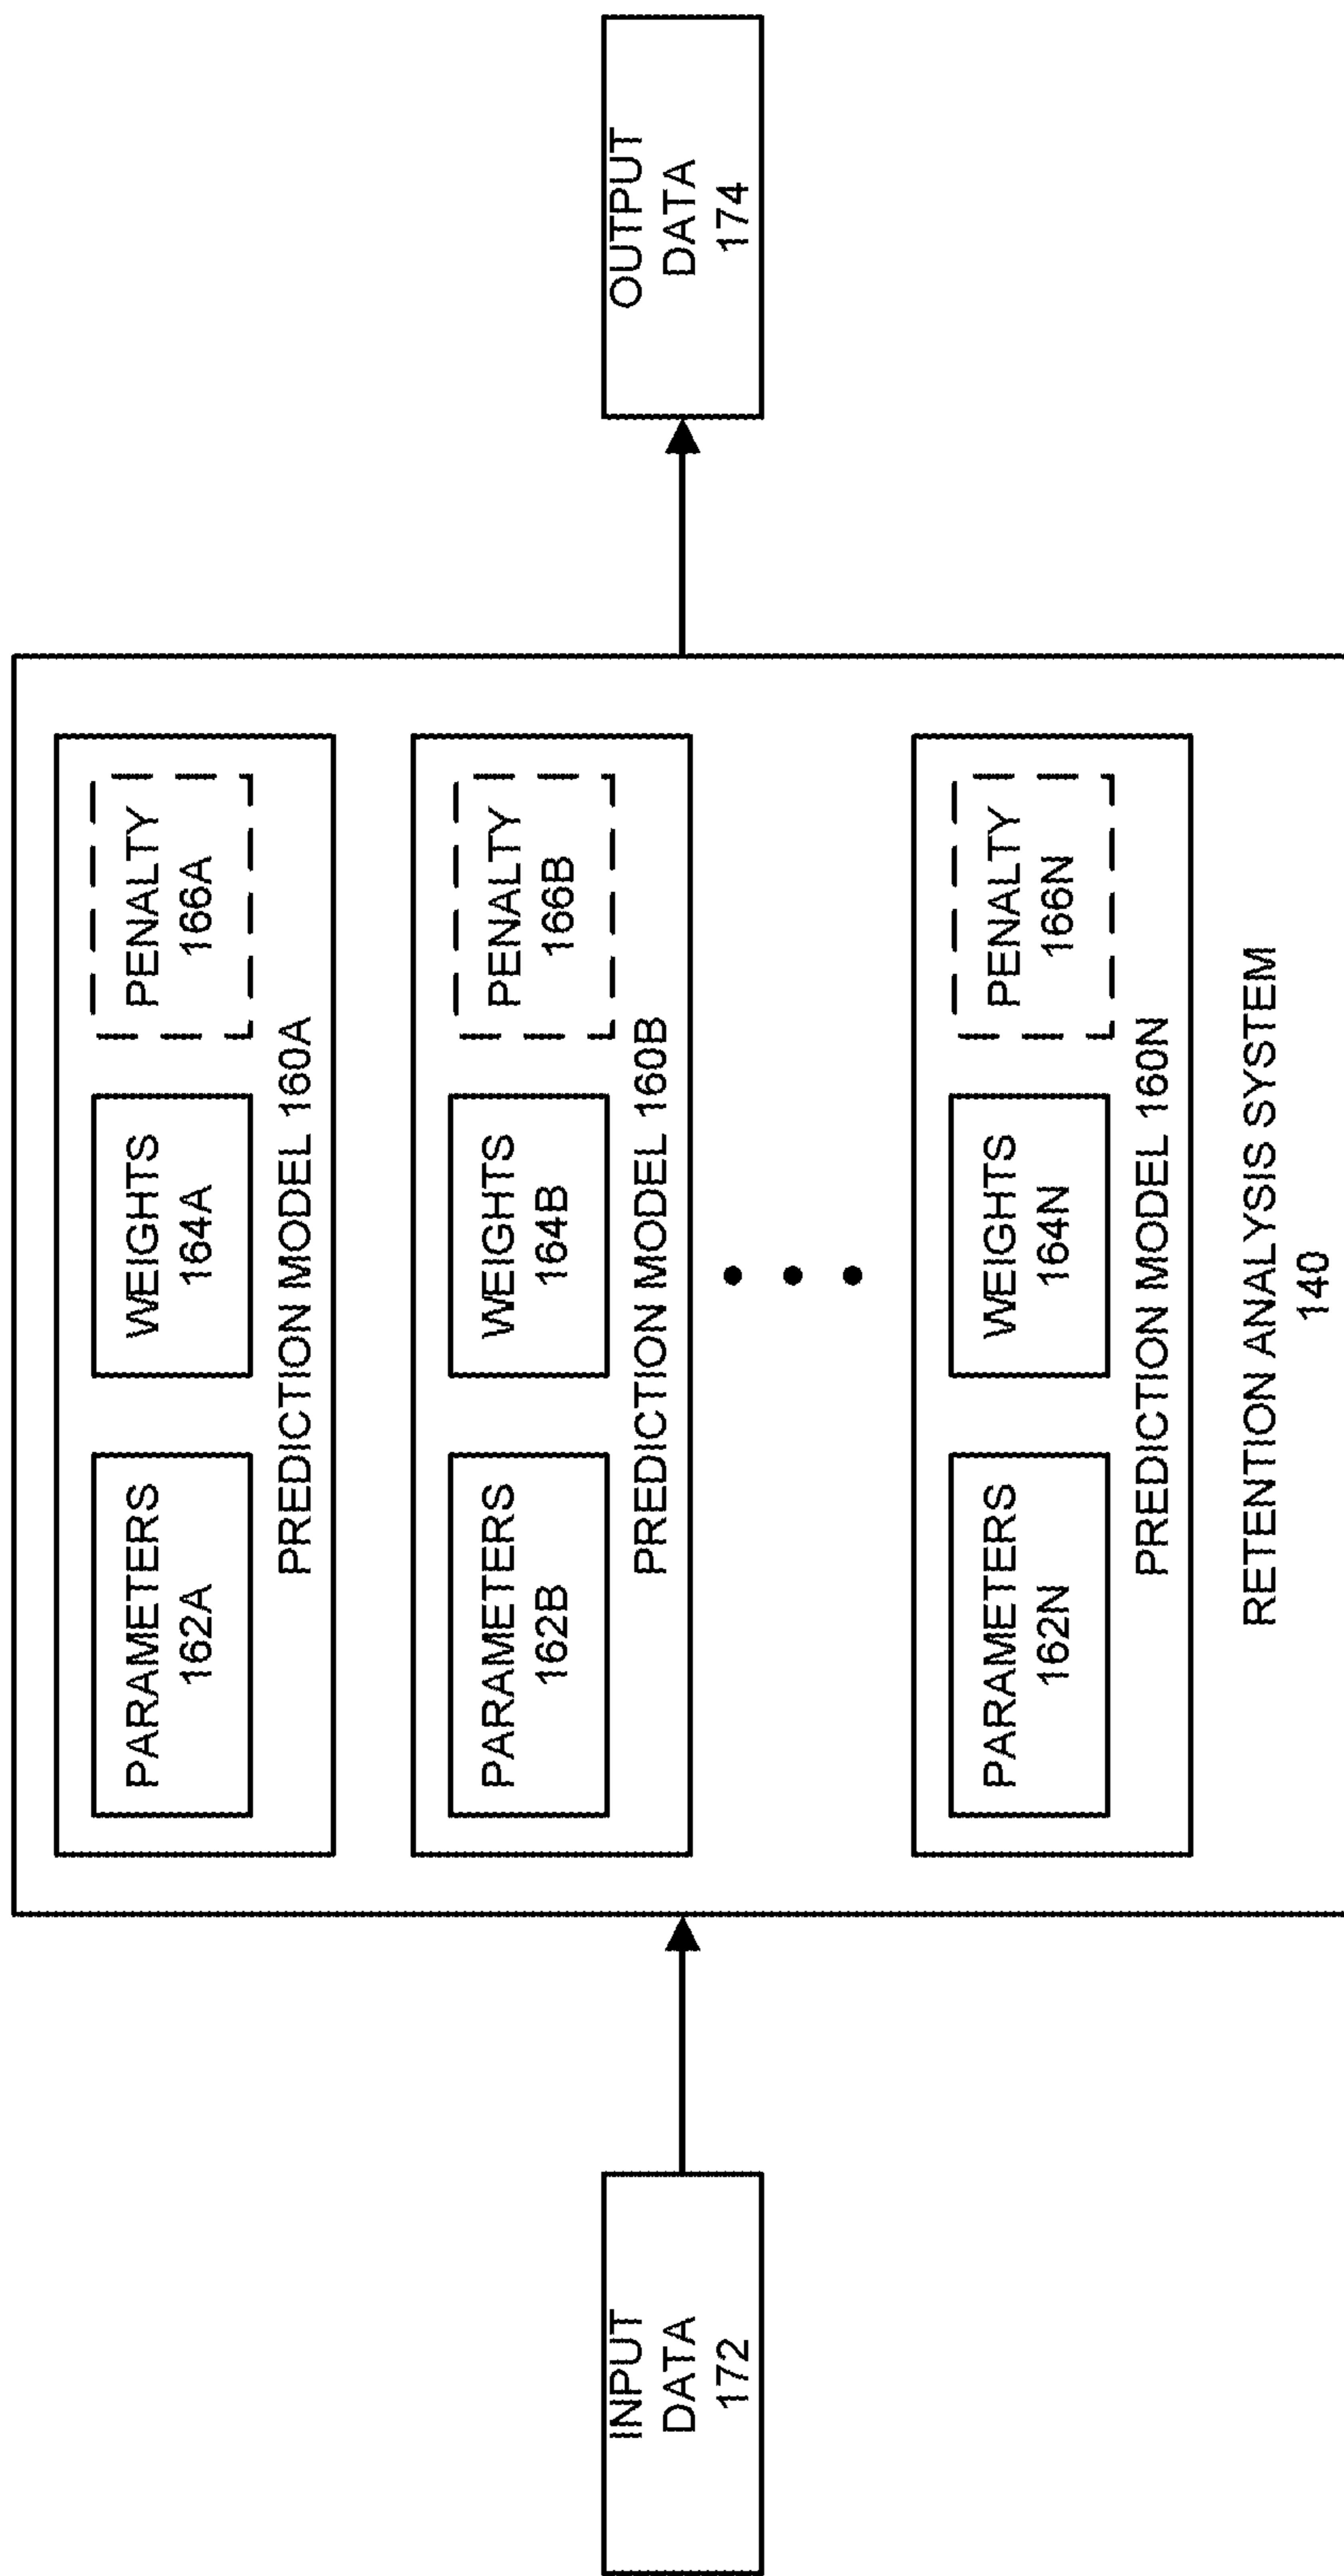 INPUT
DATA
172
PARAMETERS
162A
WEIGHTS
164A
PENALTY
166A
PREDICTION MODEL 160A
PARAMETERS
162B
WEIGHTS
164B
PENALTY
166B
PREDICTION MODEL 160B
PARAMETERS
162N
WEIGHTS
164N
PENALTY
166N
PREDICTION MODEL 160N
RETENTION ANALYSIS SYSTEM
140
OUTPUT
DATA
174